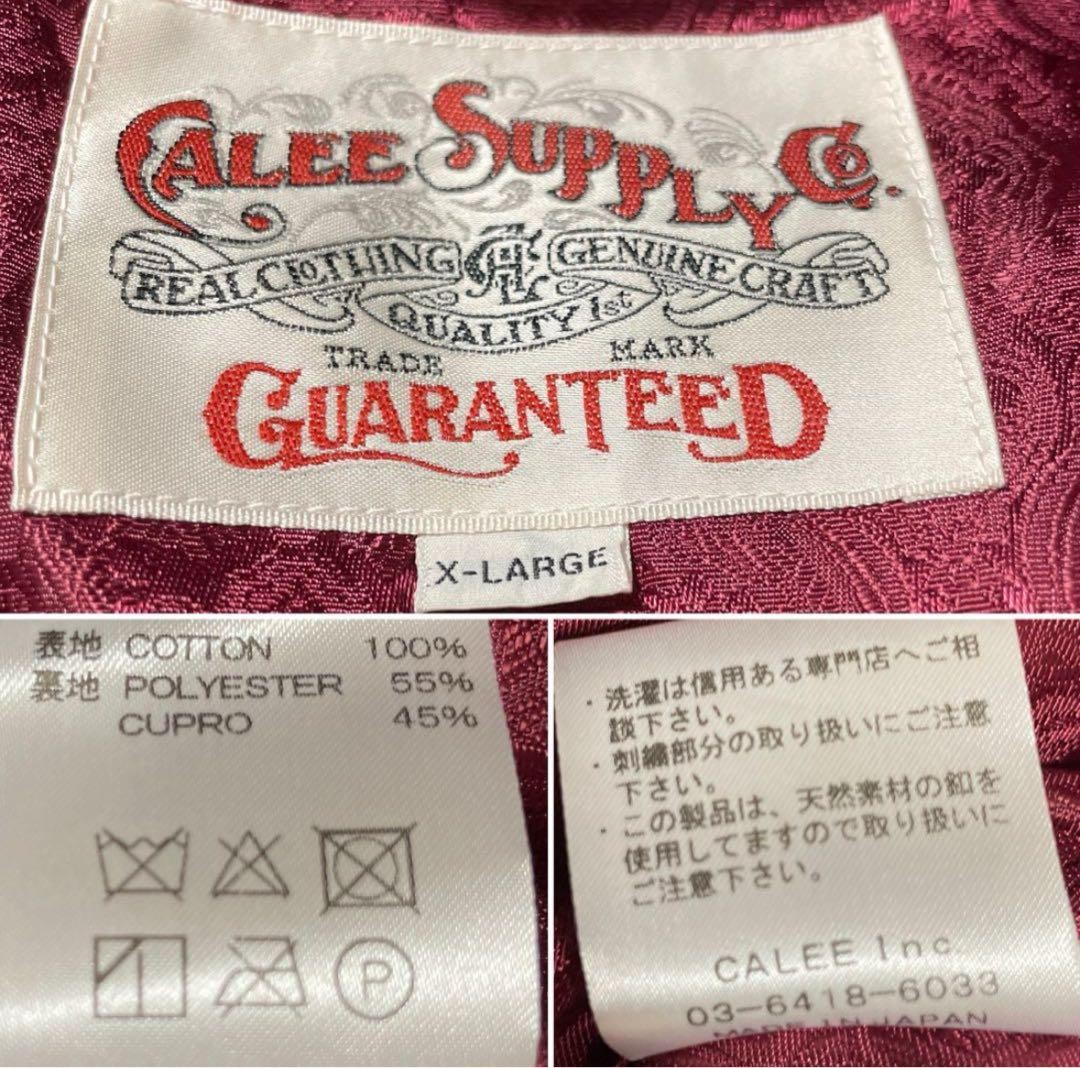 CALEE SUPPLY Co.
REAL CLOTHING GENUINE CRAFT
QUALITY 1st
TRADE MARK
GUARANTEED
X-LARGE
表地 COTTON 100%
裏地 POLYESTER 55%
CUPRO 45%
P
・洗濯は信用ある専門店へご相
談下さい。
・刺繍部分の取り扱いにご注意
下さい。
・この製品は、天然素材の釦を
使用してますので取り扱いに
ご注意下さい。
CALEE Inc.
03-6418-6033
MADE IN JAPAN